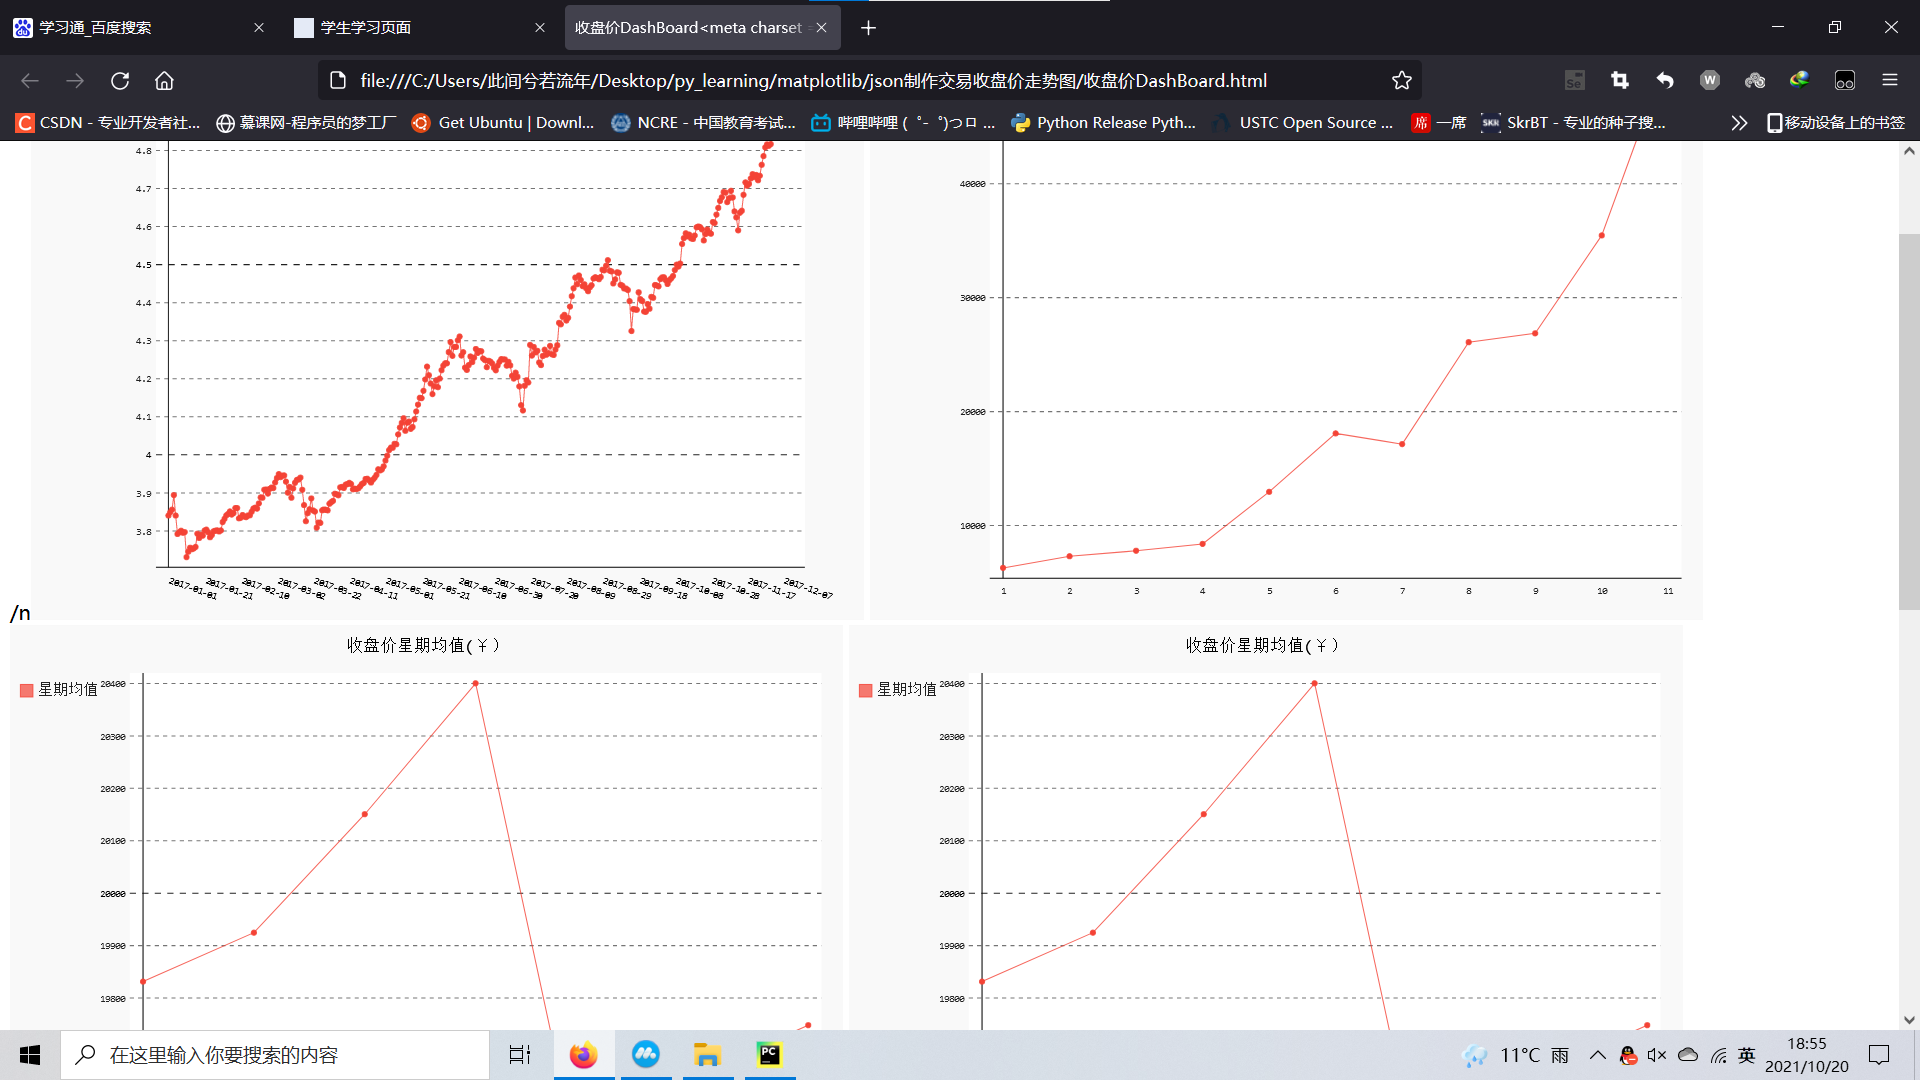 学习通_百度搜索
学生学习页面
收盘价DashBoard<meta charset =
file:///C:/Users/此间兮若流年/Desktop/py_learning/matplotlib/json制作交易收盘价走势图/收盘价DashBoard.html
CSDN - 专业开发者社...
慕课网-程序员的梦工厂
Get Ubuntu | Downl...
NCRE - 中国教育考试...
哔哩哔哩 ( ゜- ゜)つロ ...
Python Release Pyth...
USTC Open Source ...
席 一席
SKR SkrBT - 专业的种子搜...
移动设备上的书签
4.8
4.7
4.6
4.5
4.4
4.3
4.2
4.1
4
3.9
3.8
2017-01-01
2017-01-21
2017-02-10
2017-03-02
2017-03-22
2017-04-11
2017-05-01
2017-05-21
2017-06-10
2017-06-30
2017-07-20
2017-08-09
2017-08-29
2017-09-18
2017-10-08
2017-10-28
2017-11-17
2017-12-07
40000
30000
20000
10000
1 2 3 4 5 6 7 8 9 10 11
/n
收盘价星期均值(￥)
星期均值
20400
20300
20200
20100
20000
19900
19800
收盘价星期均值(￥)
星期均值
20400
20300
20200
20100
20000
19900
19800
在这里输入你要搜索的内容
PC
11°C 雨
英
18:55
2021/10/20